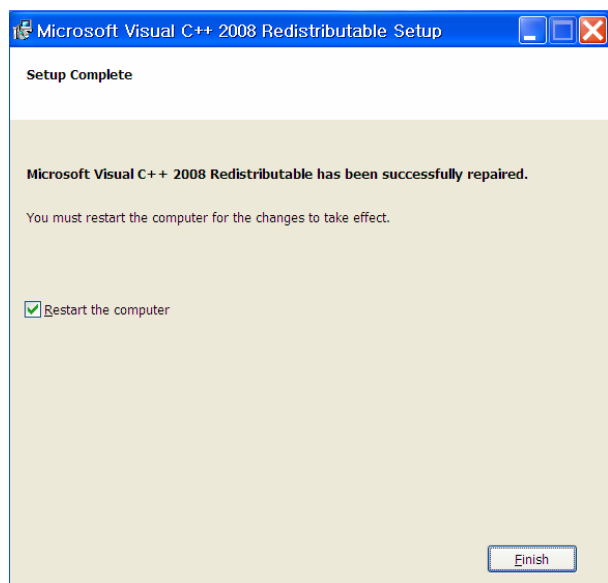 Microsoft Visual C++ 2008 Redistributable Setup
Setup Complete
Microsoft Visual C++ 2008 Redistributable has been successfully repaired.
You must restart the computer for the changes to take effect.
Restart the computer
Finish